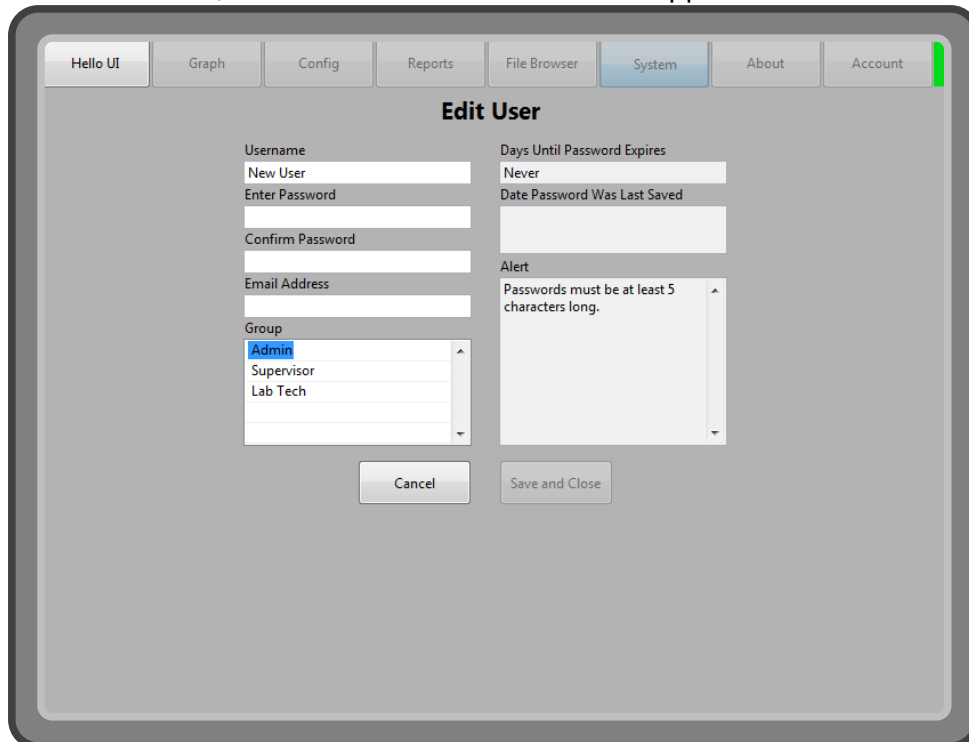 Hello UI Graph Config Reports File Browser System About Account
Edit User
Username
New User
Enter Password
Confirm Password
Email Address
Group
Admin
Supervisor
Lab Tech
Days Until Password Expires
Never
Date Password Was Last Saved
Alert
Passwords must be at least 5
characters long.
Cancel
Save and Close